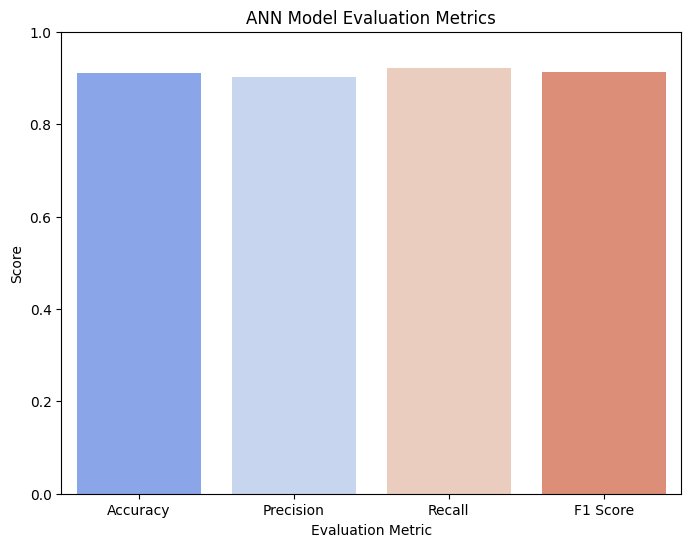 ANN Model Evaluation Metrics
1.0
0.8
0.6
0.4
0.2
0.0
Score
Accuracy
Precision
Recall
F1 Score
Evaluation Metric